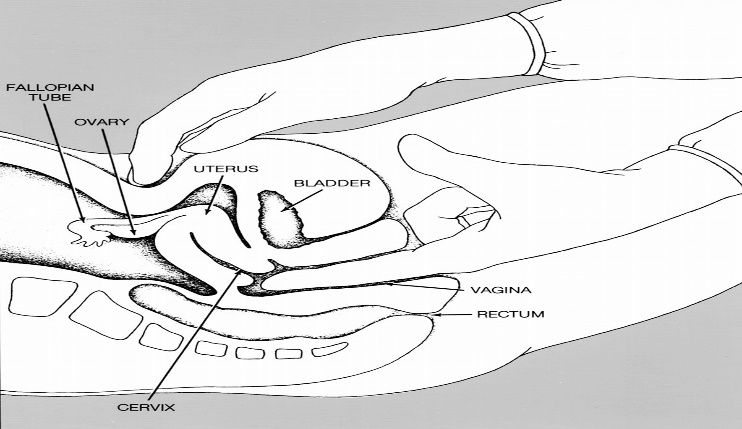 FALLOPIAN
TUBE
OVARY
UTERUS
BLADDER
VAGINA
RECTUM
CERVIX